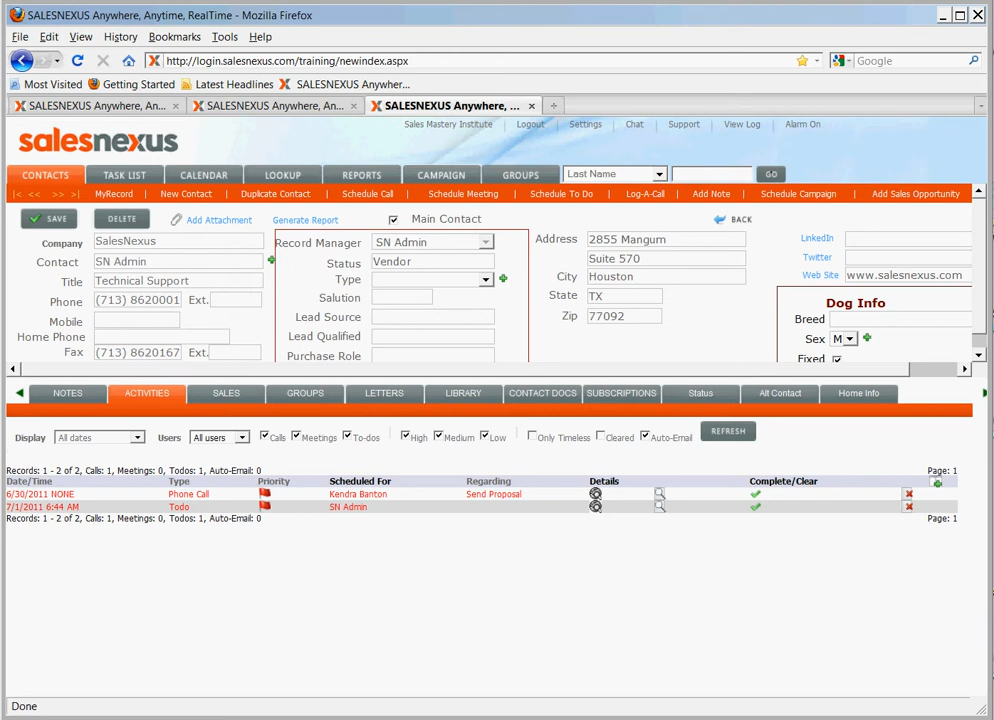 SALESNEXUS Anywhere, Anytime, RealTime - Mozilla Firefox
File Edit View History Bookmarks Tools Help
http://login.salesnexus.com/training/newindex.aspx
Google
Most Visited Getting Started Latest Headlines SALESNEXUS Anywher...
SALESNEXUS Anywhere, An... SALESNEXUS Anywhere, An... SALESNEXUS Anywhere, ...
Sales Mastery Institute Logout Settings Chat Support View Log Alarm On
salesnexus
CONTACTS TASK LIST CALENDAR LOOKUP REPORTS CAMPAIGN GROUPS Last Name GO
|< << >> >| MyRecord New Contact Duplicate Contact Schedule Call Schedule Meeting Schedule To Do Log-A-Call Add Note Schedule Campaign Add Sales Opportunity
SAVE DELETE Add Attachment Generate Report Main Contact BACK
Company SalesNexus Record Manager SN Admin Address 2855 Mangum LinkedIn
Contact SN Admin Status Vendor Suite 570 Twitter
Title Technical Support Type City Houston Web Site www.salesnexus.com
Phone (713) 8620001 Ext. Salution State TX Dog Info
Mobile Lead Source Zip 77092 Breed
Home Phone Lead Qualified Sex M
Fax (713) 8620167 Ext. Purchase Role Fixed
NOTES ACTIVITIES SALES GROUPS LETTERS LIBRARY CONTACT DOCS SUBSCRIPTIONS Status Alt Contact Home Info
Display All dates Users All users Calls Meetings To-dos High Medium Low Only Timeless Cleared Auto-Email REFRESH
Records: 1 - 2 of 2, Calls: 1, Meetings: 0, Todos: 1, Auto-Email: 0 Page: 1
Date/Time Type Priority Scheduled For Regarding Details Complete/Clear
6/30/2011 NONE Phone Call Kendra Banton Send Proposal
7/1/2011 6:44 AM Todo SN Admin
Records: 1 - 2 of 2, Calls: 1, Meetings: 0, Todos: 1, Auto-Email: 0 Page: 1
Done